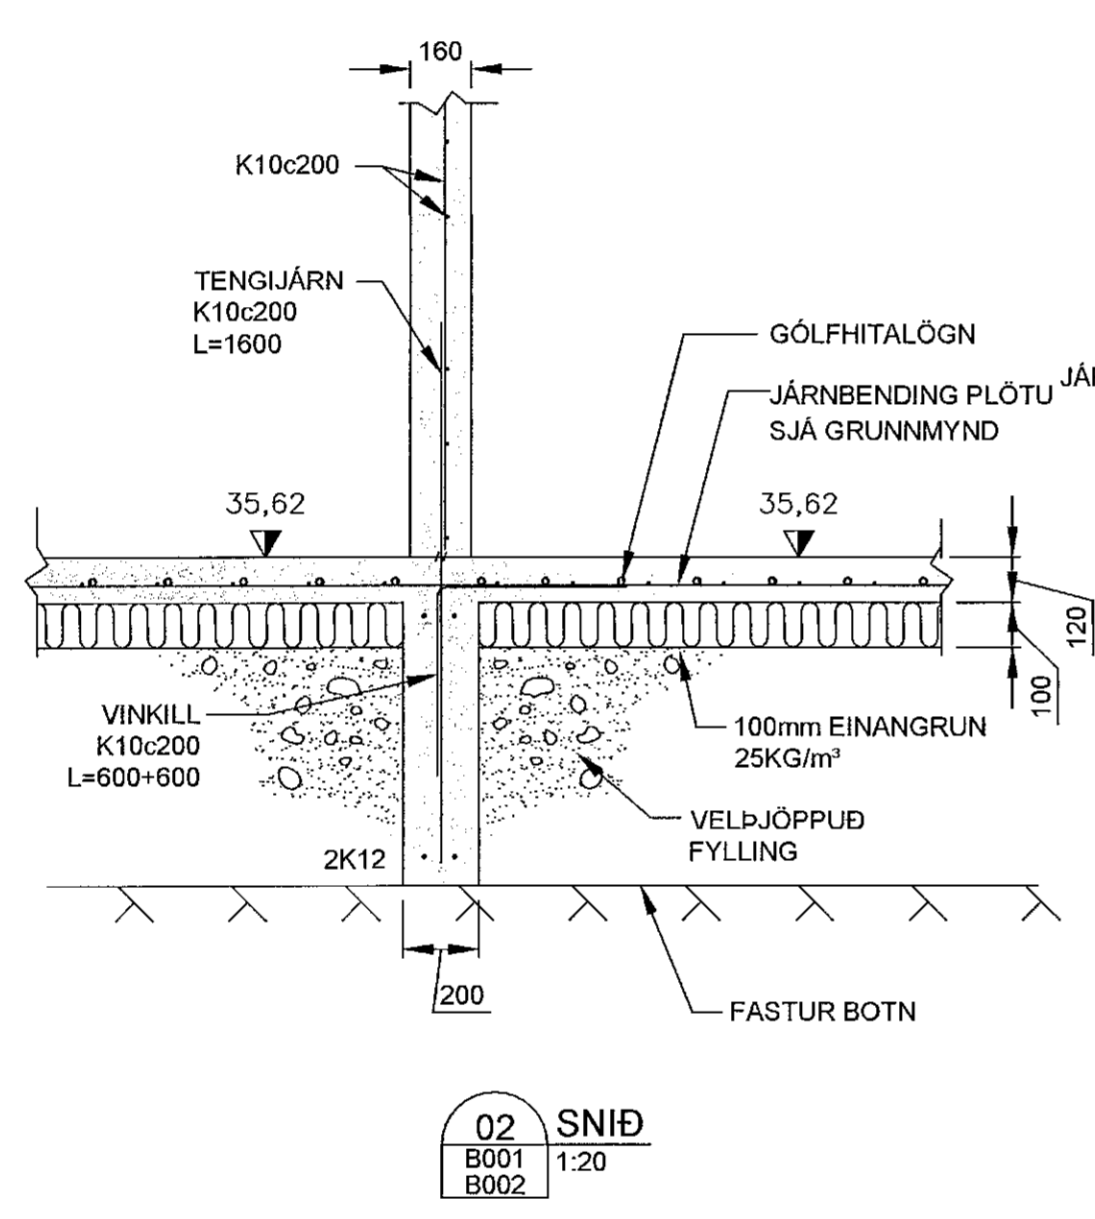 160
K10c200
TENGIJÁRN
K10c200
L=1600
GÓLFHITALÖGN
JÁRNBENDING PLÖTU
SJÁ GRUNNMYND
35,62
35,62
120
100
VINKILL
K10c200
L=600+600
100mm EINANGRUN
25KG/m³
VELÞJÖPPUÐ
FYLLING
2K12
200
FASTUR BOTN
02
B001
B002
SNIÐ
1:20